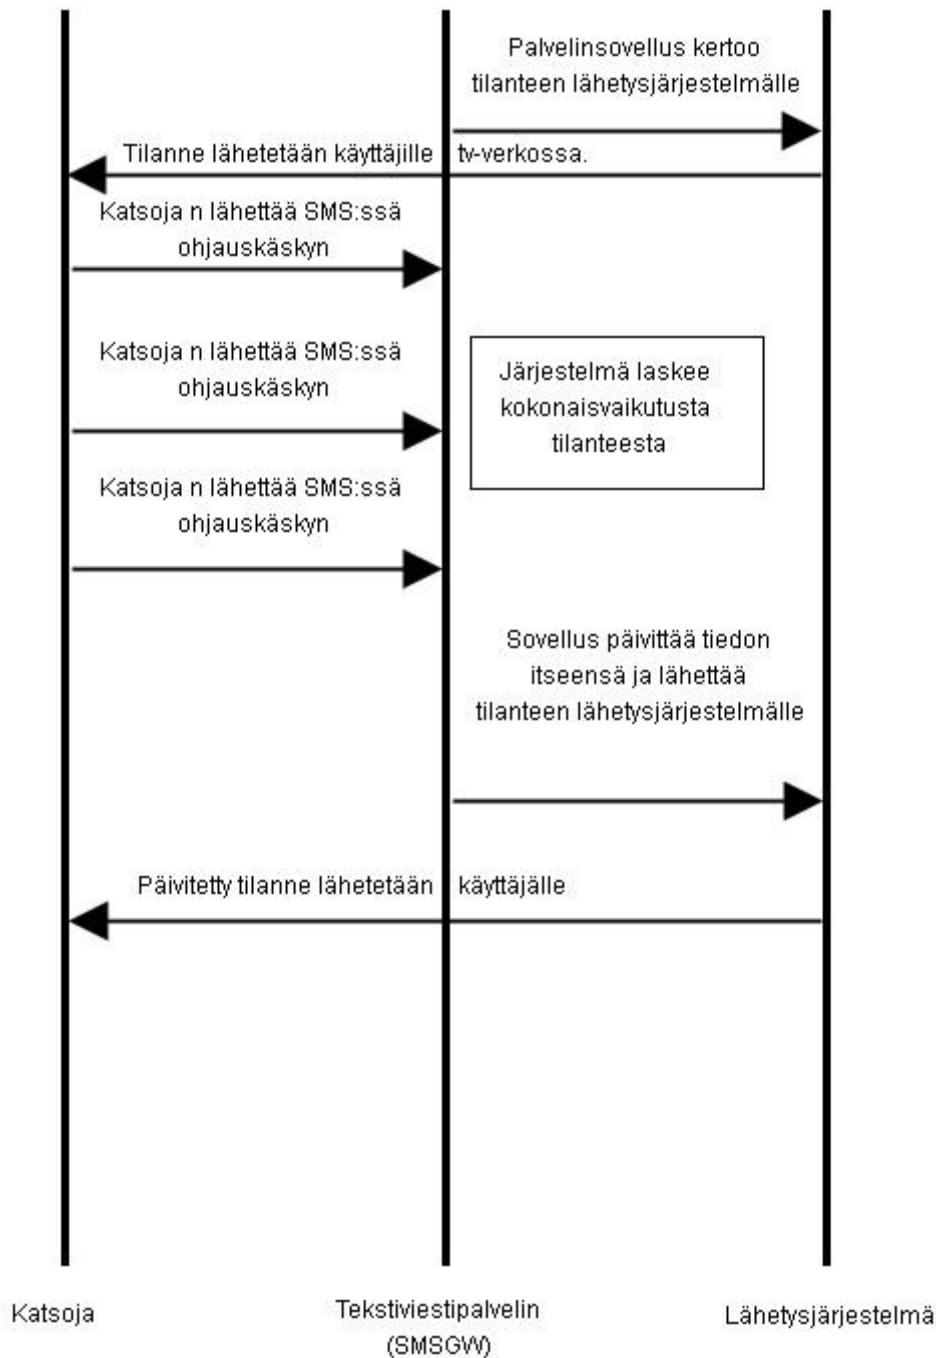 Palvelinsovellus kertoo
tilanteen lähetysjärjestelmälle
Tilanne lähetetään käyttäjille tv-verkossa.
Katsoja n lähettää SMS:ssä
ohjauskäskyn
Katsoja n lähettää SMS:ssä
ohjauskäskyn
Järjestelmä laskee
kokonaisvaikutusta
tilanteesta
Katsoja n lähettää SMS:ssä
ohjauskäskyn
Sovellus päivittää tiedon
itseensä ja lähettää
tilanteen lähetysjärjestelmälle
Päivitetty tilanne lähetetään käyttäjälle
Katsoja
Tekstiviestipalvelin
(SMSGW)
Lähetysjärjestelmä